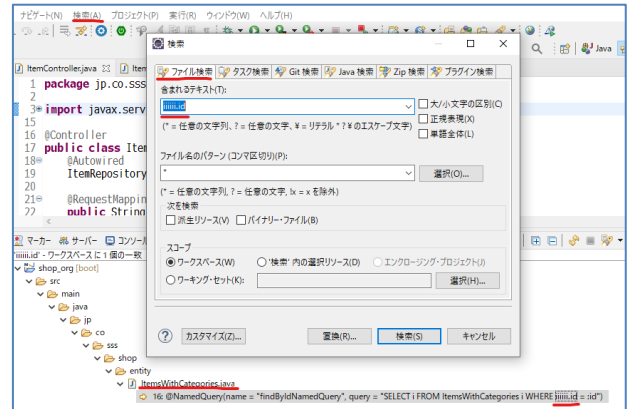 ナビゲート(N) 検索(A) プロジェクト(P) 実行(R) ウィンドウ(W) ヘルプ(H)
検索
Java
ItemController.java
ファイル検索 タスク検索 Git 検索 Java 検索 Zip 検索 プラグイン検索
含まれるテキスト(T):
iiiiii.id
大/小文字の区別(C)
(* = 任意の文字列、? = 任意の文字、¥ = リテラル * ? ¥ のエスケープ文字)
正規表現(X)
単語全体(L)
ファイル名のパターン (コンマ区切り)(P):
*
選択(O)...
(* = 任意の文字列, ? = 任意の文字, !x = x を除外)
次を検索
派生リソース(V) バイナリー・ファイル(B)
スコープ
ワークスペース(W) '検索' 内の選択リソース(D) エンクロージング・プロジェクト(J)
ワーキング・セット(K): 選択(H)...
カスタマイズ(Z)... 置換(R)... 検索(S) キャンセル
1 package jp.co.sss
2
3 import javax.serv
15
16 @Controller
17 public class Item
18 @Autowired
19 ItemRepository
20
21 @RequestMappin
22 public String
マーカー サーバー コンソー
'iiiiii.id' - ワークスペース に 1 個の一致
shop_org [boot]
src
main
java
jp
co
sss
shop
entity
ItemsWithCategories.java
16: @NamedQuery(name = "findByIdNamedQuery", query = "SELECT i FROM ItemsWithCategories i WHERE iiiiii.id = :id")